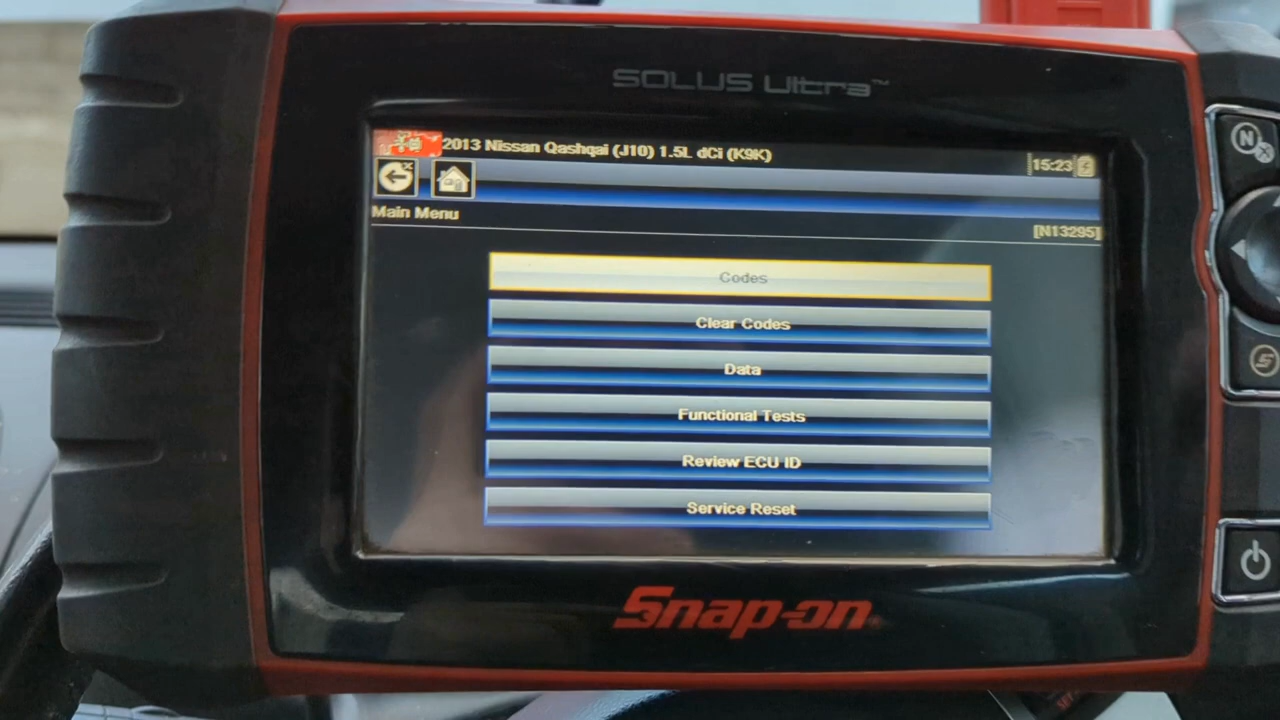 SOLUS Ultra™
2013 Nissan Qashqai (J10) 1.5L dCi (K9K)
15:23
Main Menu
[N13295]
Codes
Clear Codes
Data
Functional Tests
Review ECU ID
Service Reset
Snap-on
N
S